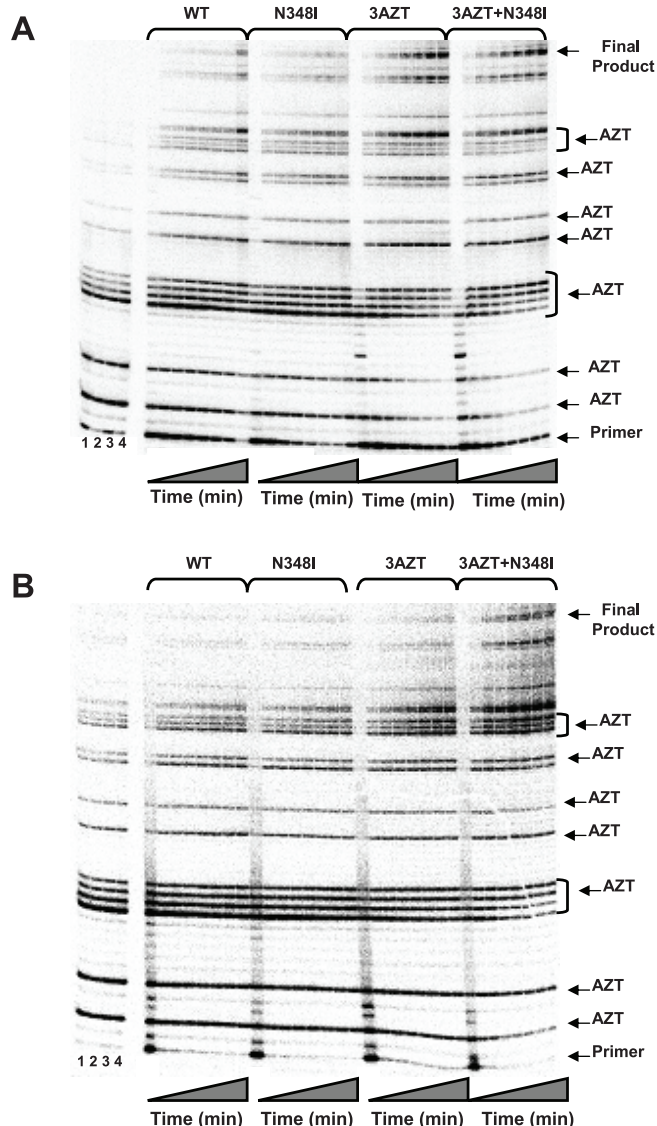 A
WT N348I 3AZT 3AZT+N348I
Final
Product
AZT
AZT
AZT
AZT
AZT
AZT
AZT
Primer
1 2 3 4
Time (min) Time (min) Time (min) Time (min)
B
WT N348I 3AZT 3AZT+N348I
Final
Product
AZT
AZT
AZT
AZT
AZT
AZT
AZT
Primer
1 2 3 4
Time (min) Time (min) Time (min) Time (min)